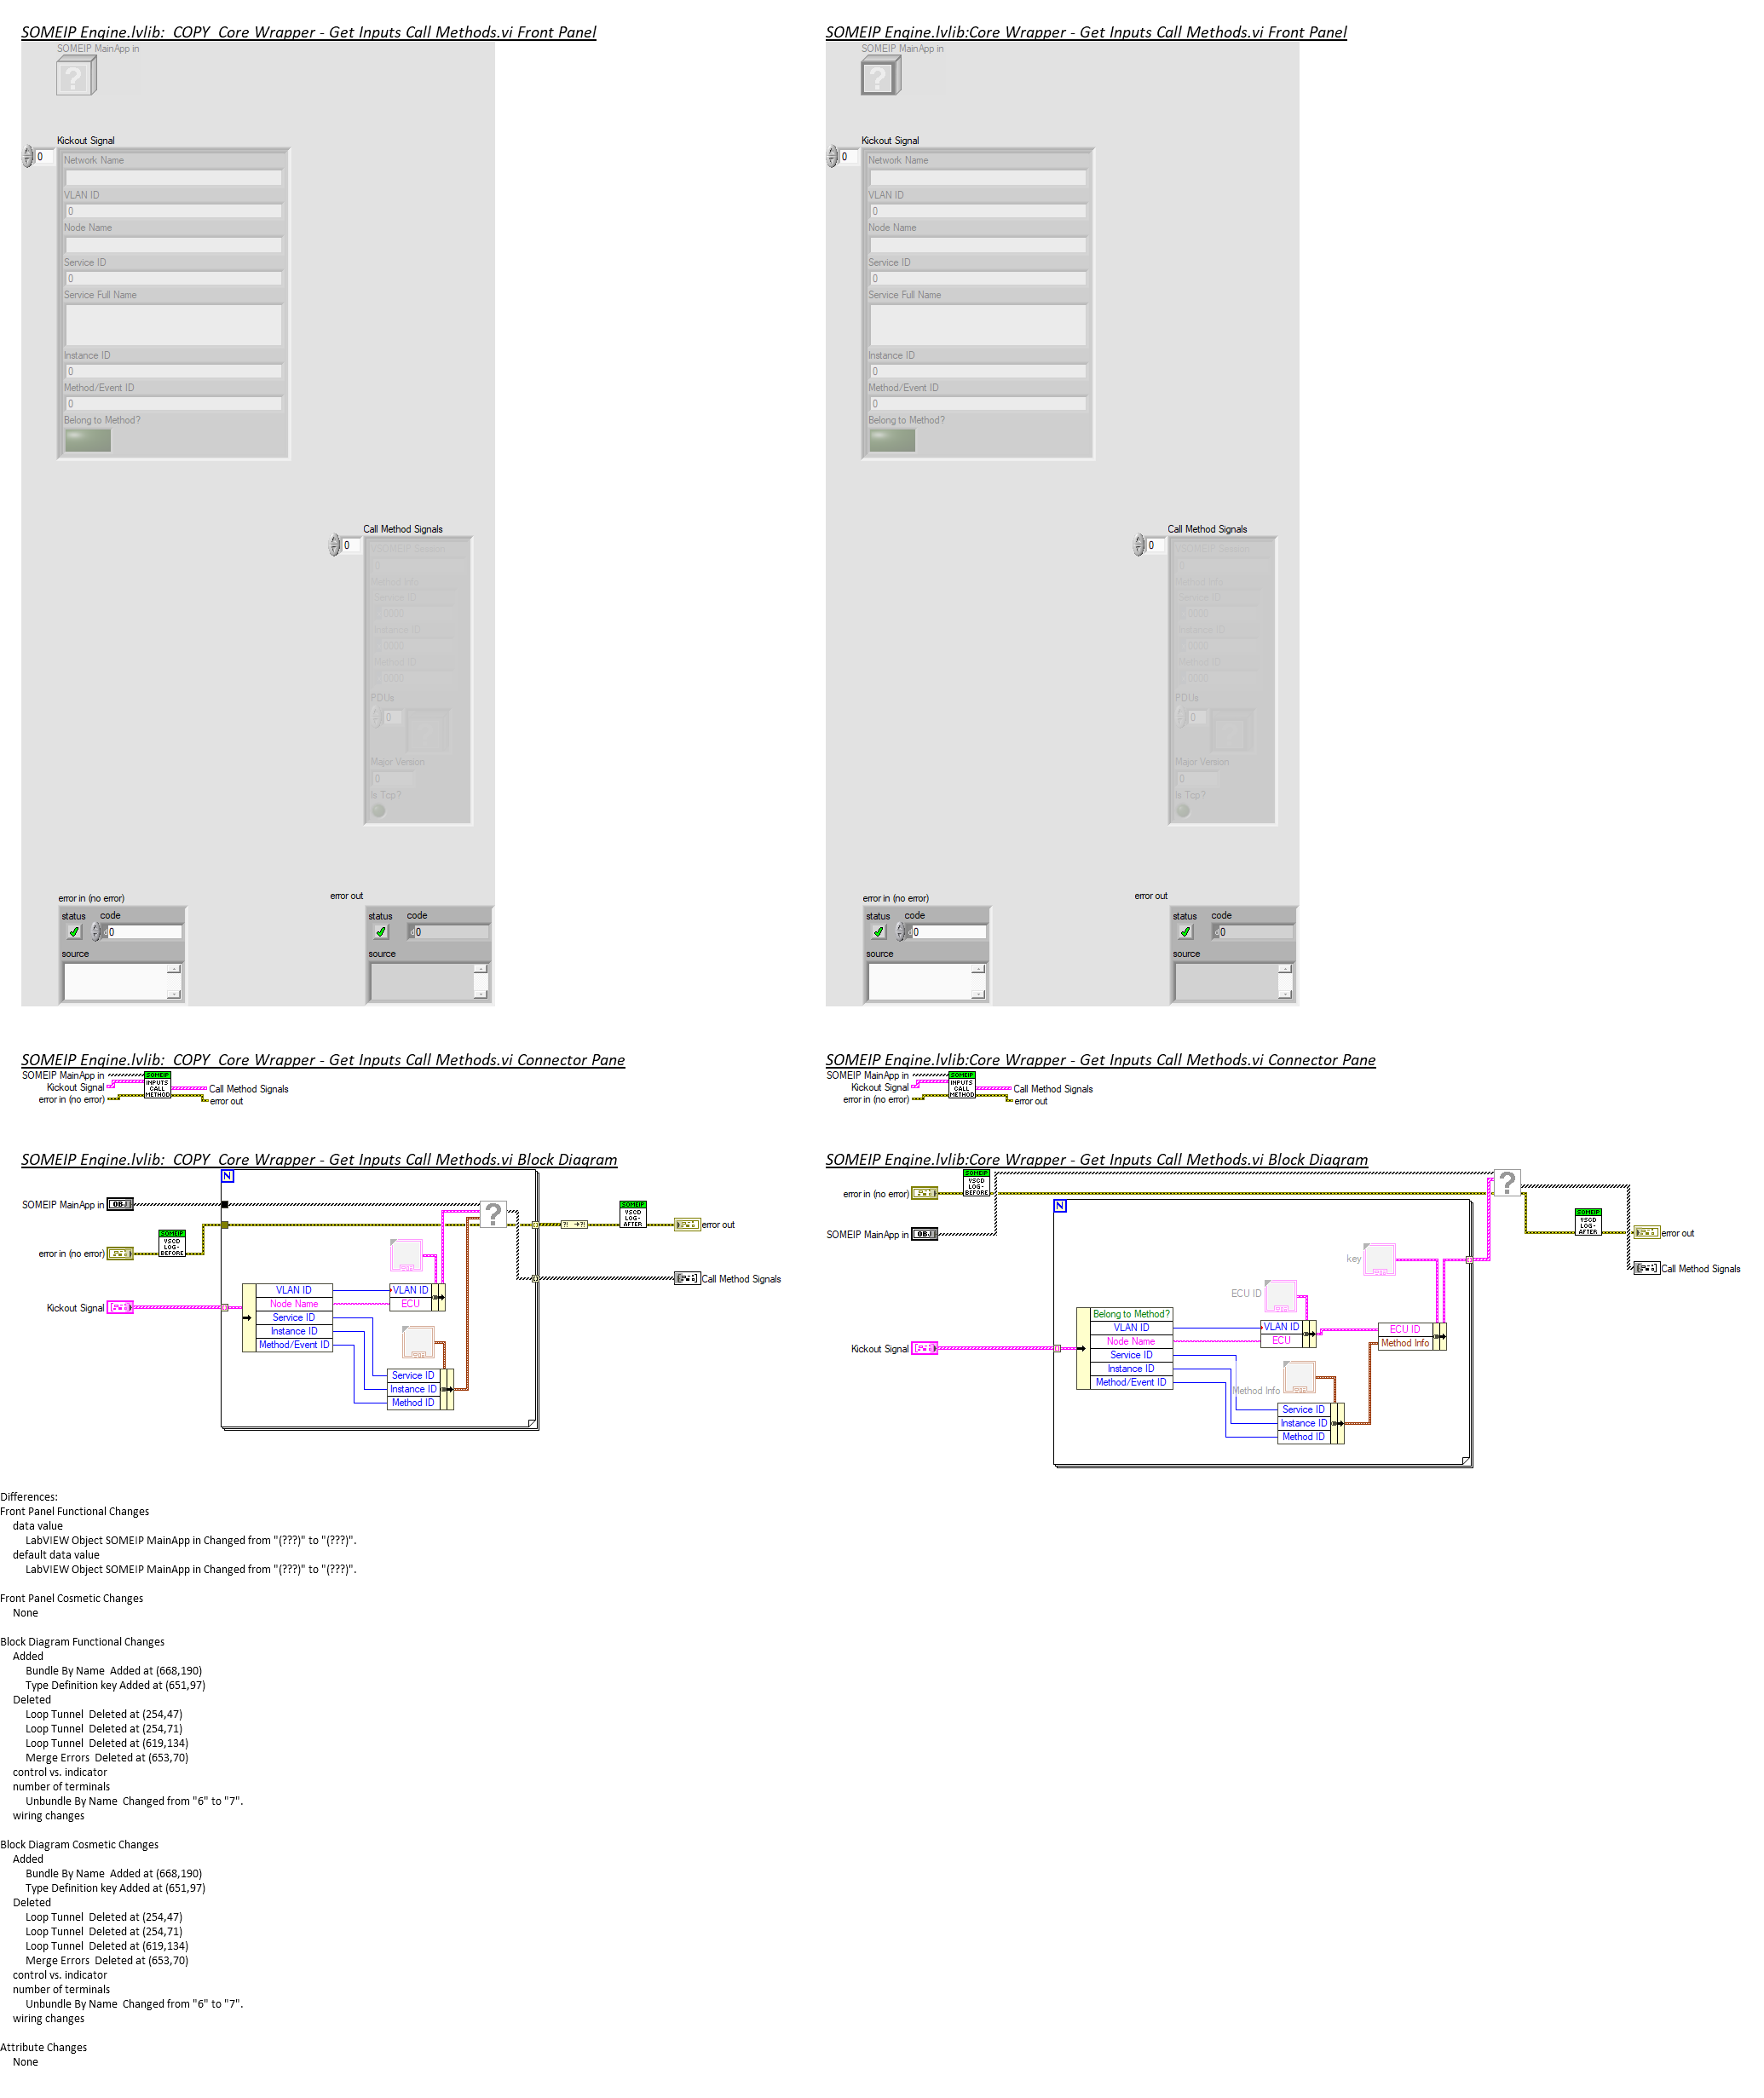 SOMEIP Engine.lvlib:  COPY  Core Wrapper - Get Inputs Call Methods.vi Front Panel
SOMEIP MainApp in
?
Kickout Signal
0
Network Name
VLAN ID
0
Node Name
Service ID
0
Service Full Name
Instance ID
0
Method/Event ID
0
Belong to Method?
Call Method Signals
0
VSOMEIP Session
0
Method Info
Service ID
0000
Instance ID
0000
Method ID
0000
PDUs
0
Major Version
0
Is Tcp?
error in (no error)
status code
0
source
error out
status code
0
source
SOMEIP Engine.lvlib:Core Wrapper - Get Inputs Call Methods.vi Front Panel
SOMEIP MainApp in
?
Kickout Signal
0
Network Name
VLAN ID
0
Node Name
Service ID
0
Service Full Name
Instance ID
0
Method/Event ID
0
Belong to Method?
Call Method Signals
0
VSOMEIP Session
0
Method Info
Service ID
0000
Instance ID
0000
Method ID
0000
PDUs
0
Major Version
0
Is Tcp?
error in (no error)
status code
0
source
error out
status code
0
source
SOMEIP Engine.lvlib:  COPY  Core Wrapper - Get Inputs Call Methods.vi Connector Pane
SOMEIP MainApp in
Kickout Signal
error in (no error)
SOMEIP
INPUTS
CALL
METHOD
Call Method Signals
error out
SOMEIP Engine.lvlib:Core Wrapper - Get Inputs Call Methods.vi Connector Pane
SOMEIP MainApp in
Kickout Signal
error in (no error)
SOMEIP
INPUTS
CALL
METHOD
Call Method Signals
error out
SOMEIP Engine.lvlib:  COPY  Core Wrapper - Get Inputs Call Methods.vi Block Diagram
N
SOMEIP MainApp in
OBJ
error in (no error)
SOMEIP
VSCD
LOG-
BEFORE
Kickout Signal
VLAN ID
Node Name
Service ID
Instance ID
Method/Event ID
VLAN ID
ECU
Service ID
Instance ID
Method ID
?
?! →?!
SOMEIP
VSCD
LOG-
AFTER
error out
Call Method Signals
SOMEIP Engine.lvlib:Core Wrapper - Get Inputs Call Methods.vi Block Diagram
error in (no error)
SOMEIP
VSCD
LOG-
BEFORE
SOMEIP MainApp in
OBJ
N
Kickout Signal
Belong to Method?
VLAN ID
Node Name
Service ID
Instance ID
Method/Event ID
ECU ID
VLAN ID
ECU
Method Info
Service ID
Instance ID
Method ID
key
ECU ID
Method Info
?
SOMEIP
VSCD
LOG-
AFTER
error out
Call Method Signals
Differences:
Front Panel Functional Changes
data value
LabVIEW Object SOMEIP MainApp in Changed from "(???)" to "(???)".
default data value
LabVIEW Object SOMEIP MainApp in Changed from "(???)" to "(???)".
Front Panel Cosmetic Changes
None
Block Diagram Functional Changes
Added
Bundle By Name  Added at (668,190)
Type Definition key Added at (651,97)
Deleted
Loop Tunnel  Deleted at (254,47)
Loop Tunnel  Deleted at (254,71)
Loop Tunnel  Deleted at (619,134)
Merge Errors  Deleted at (653,70)
control vs. indicator
number of terminals
Unbundle By Name  Changed from "6" to "7".
wiring changes
Block Diagram Cosmetic Changes
Added
Bundle By Name  Added at (668,190)
Type Definition key Added at (651,97)
Deleted
Loop Tunnel  Deleted at (254,47)
Loop Tunnel  Deleted at (254,71)
Loop Tunnel  Deleted at (619,134)
Merge Errors  Deleted at (653,70)
control vs. indicator
number of terminals
Unbundle By Name  Changed from "6" to "7".
wiring changes
Attribute Changes
None